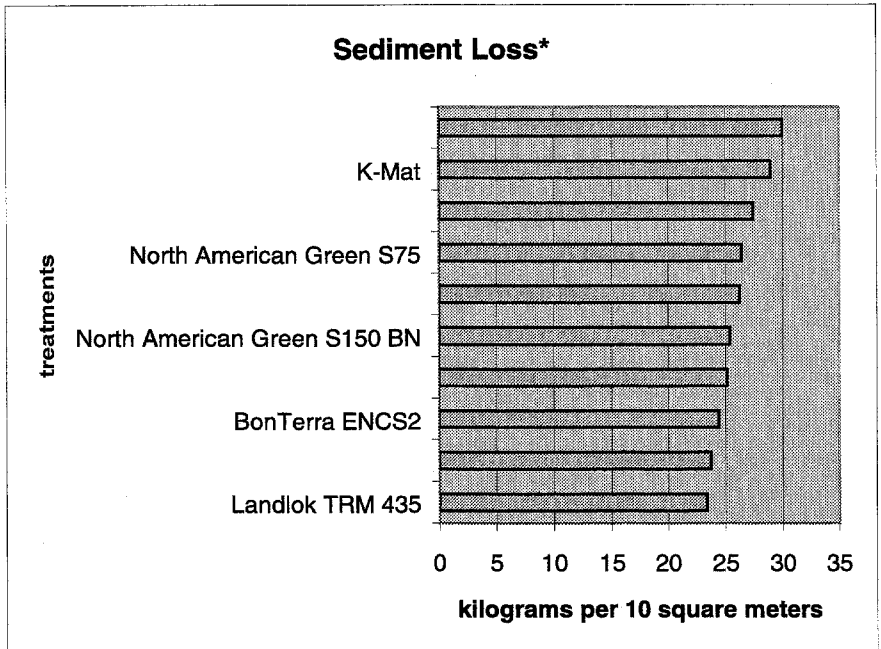 Sediment Loss*
K-Mat
North American Green S75
North American Green S150 BN
BonTerra ENCS2
Landlok TRM 435
treatments
0 5 10 15 20 25 30 35
kilograms per 10 square meters